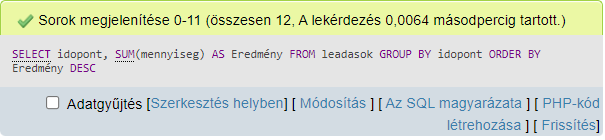 Sorok megjelenítése 0-11 (összesen 12, A lekérdezés 0,0064 másodpercig tartott.)
SELECT idopont, SUM(mennyiseg) AS Eredmény FROM leadasok GROUP BY idopont ORDER BY
Eredmény DESC
Adatgyűjtés [Szerkesztés helyben] [ Módosítás ] [ Az SQL magyarázata ] [ PHP-kód
létrehozása ] [ Frissítés]